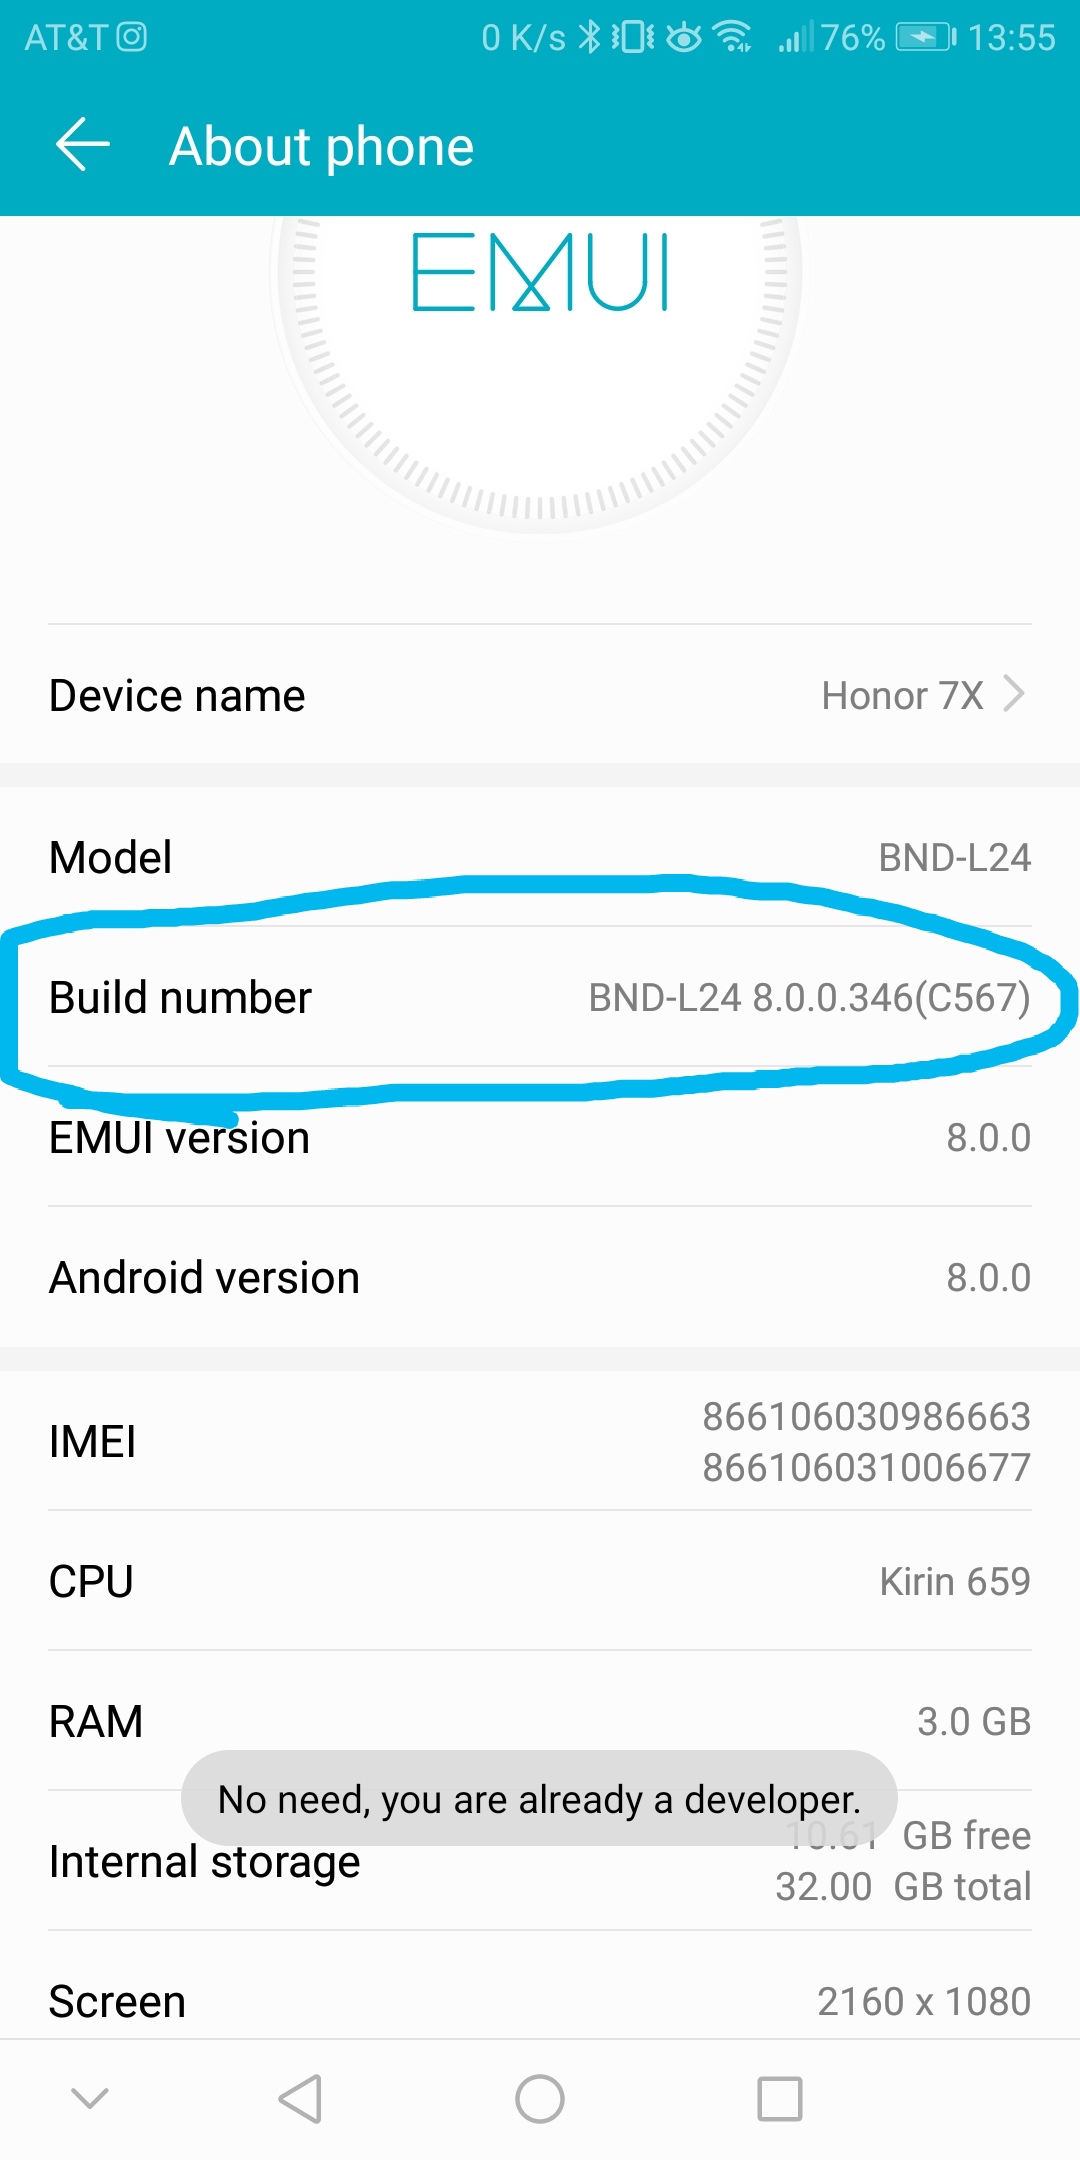 AT&T 0 K/s 76% 13:55
About phone
EMUI
Device name Honor 7X
Model BND-L24
Build number BND-L24 8.0.0.346(C567)
EMUI version 8.0.0
Android version 8.0.0
IMEI 866106030986663
866106031006677
CPU Kirin 659
RAM 3.0 GB
No need, you are already a developer.
Internal storage 10.61 GB free
32.00 GB total
Screen 2160 x 1080